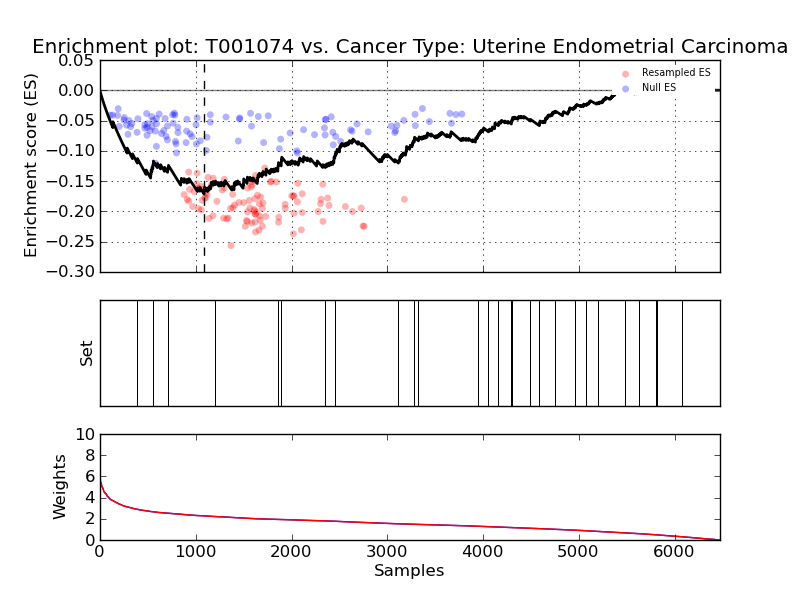 Enrichment plot: T001074 vs. Cancer Type: Uterine Endometrial Carcinoma
Enrichment score (ES)
0.05
0.00
−0.05
−0.10
−0.15
−0.20
−0.25
−0.30
Resampled ES
Null ES
Set
Weights
10
8
6
4
2
0
0 1000 2000 3000 4000 5000 6000
Samples